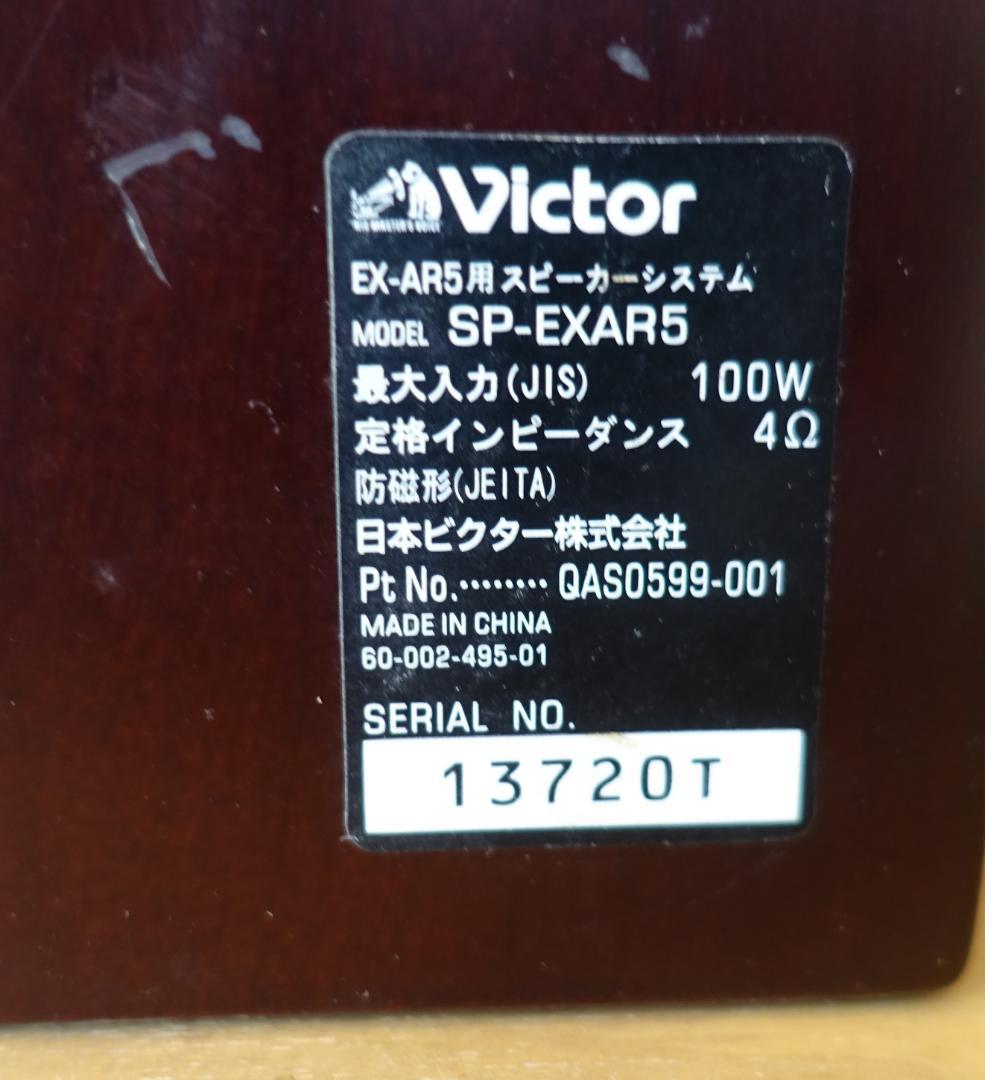 Victor
EX-AR5用スピーカーシステム
MODEL SP-EXAR5
最大入力(JIS) 100W
定格インピーダンス 4Ω
防磁形(JEITA)
日本ビクター株式会社
Pt No.········ QAS0599-001
MADE IN CHINA
60-002-495-01
SERIAL NO.
13720T